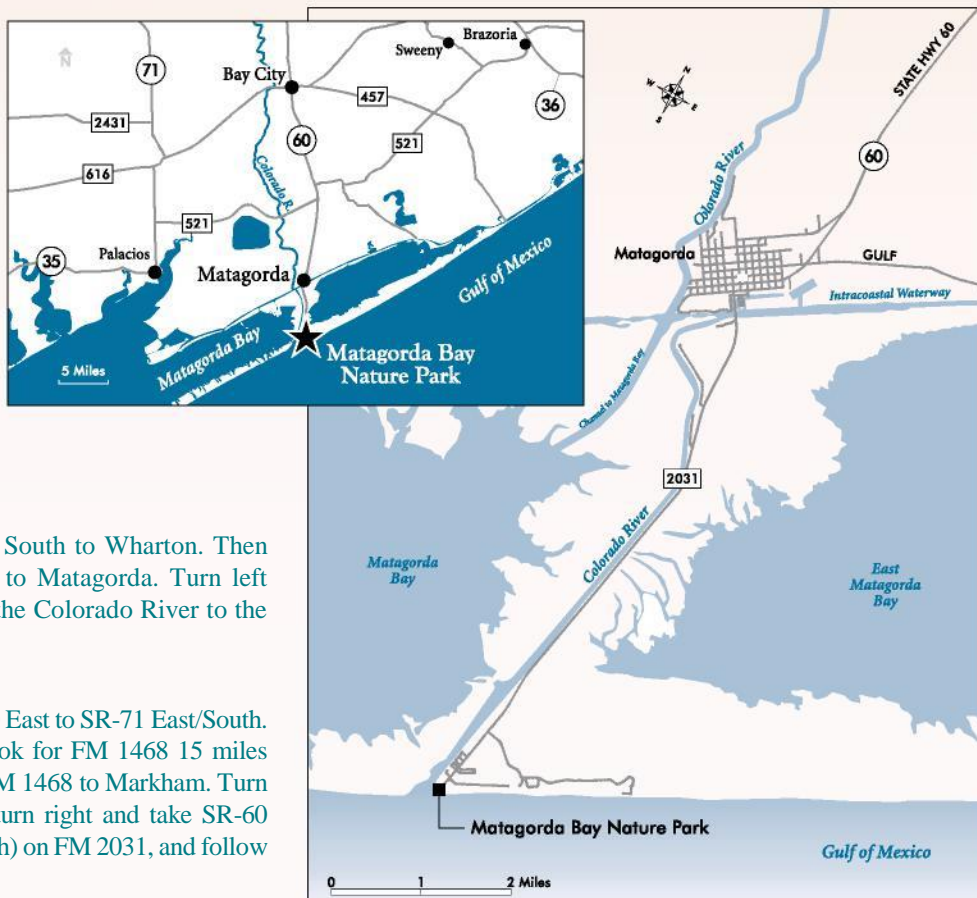 N
71
Bay City
Sweeny
Brazoria
457
36
2431
60
521
616
Colorado R.
521
35
Palacios
Matagorda
Gulf of Mexico
Matagorda Bay
Matagorda Bay
Nature Park
5 Miles
N
W
E
S
STATE HWY 60
60
Colorado River
Matagorda
GULF
Intracoastal Waterway
Channel to Matagorda Bay
2031
Colorado River
Matagorda
Bay
East
Matagorda
Bay
Matagorda Bay Nature Park
Gulf of Mexico
0 1 2 Miles
South to Wharton. Then
to Matagorda. Turn left
the Colorado River to the
East to SR-71 East/South.
ok for FM 1468 15 miles
M 1468 to Markham. Turn
turn right and take SR-60
h) on FM 2031, and follow